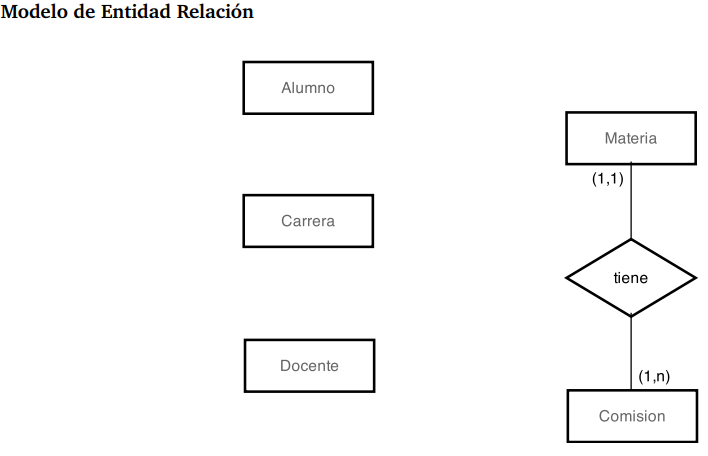 Modelo de Entidad Relación
Alumno
Materia
(1,1)
Carrera
tiene
Docente
(1,n)
Comision